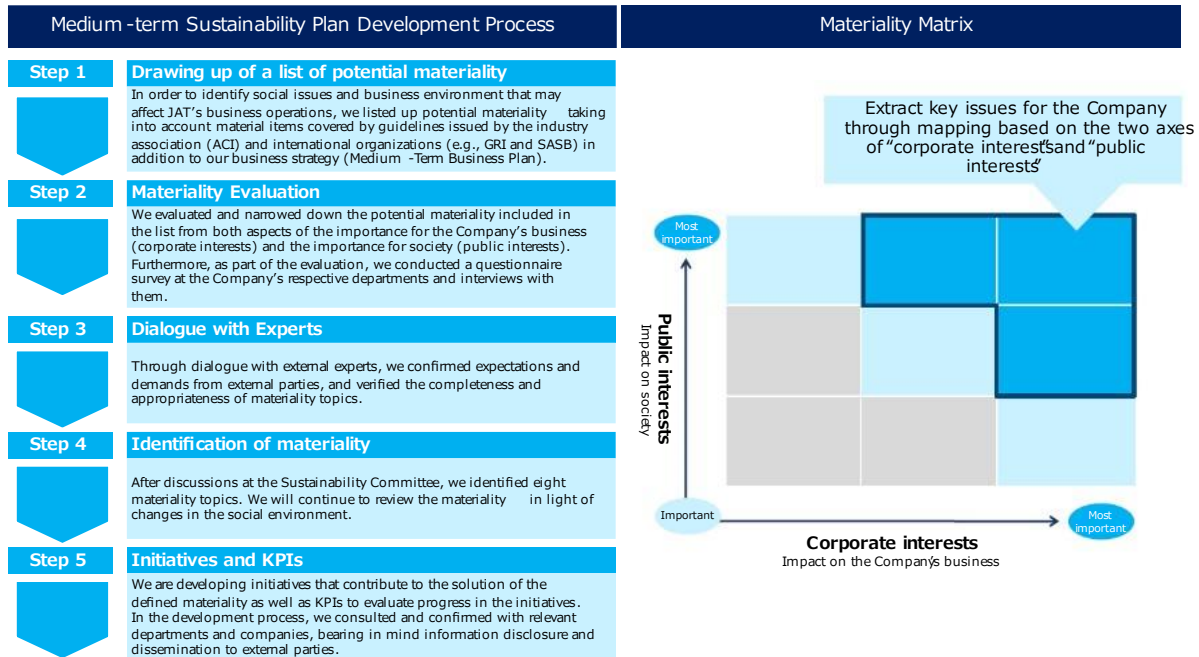 Medium -term Sustainability Plan Development Process
Step 1
Drawing up of a list of potential materiality
In order to identify social issues and business environment that may
affect JAT's business operations, we listed up potential materiality taking
into account material items covered by guidelines issued by the industry
association (ACI) and international organizations (e.g., GRI and SASB) in
addition to our business strategy (Medium -Term Business Plan).
Step 2
Materiality Evaluation
We evaluated and narrowed down the potential materiality included in
the list from both aspects of the importance for the Company's business
(corporate interests) and the importance for society (public interests).
Furthermore, as part of the evaluation, we conducted a questionnaire
survey at the Company's respective departments and interviews with
them.
Step 3
Dialogue with Experts
Through dialogue with external experts, we confirmed expectations and
demands from external parties, and verified the completeness and
appropriateness of materiality topics.
Step 4
Identification of materiality
After discussions at the Sustainability Committee, we identified eight
materiality topics. We will continue to review the materiality in light of
changes in the social environment.
Step 5
Initiatives and KPIs
We are developing initiatives that contribute to the solution of the
defined materiality as well as KPIs to evaluate progress in the initiatives.
In the development process, we consulted and confirmed with relevant
departments and companies, bearing in mind information disclosure and
dissemination to external parties.
Materiality Matrix
Extract key issues for the Company
through mapping based on the two axes
of "corporate interests" and "public
interests"
Most
important
Public interests
Impact on society
Important
Most
important
Corporate interests
Impact on the Company's business